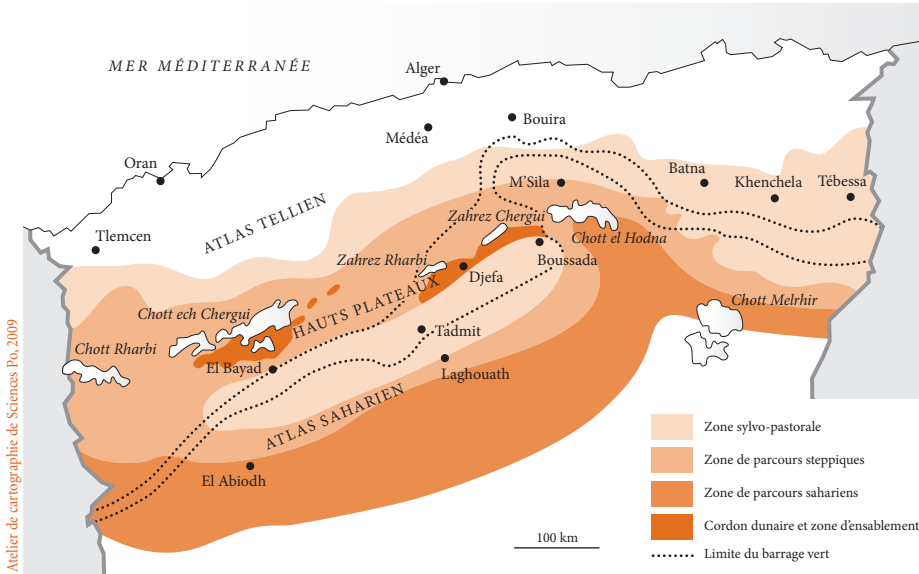 MER MÉDITERRANÉE
Alger
Bouira
Médéa
Oran
Batna
M'Sila
Khenchela
Tébessa
ATLAS TELLIEN
Zahrez Chergui
Tlemcen
Chott el Hodna
Boussada
Zahrez Rharbi
Djefa
HAUTS PLATEAUX
Chott ech Chergui
Chott Melrhir
Tadmit
Chott Rharbi
El Bayad
Laghouath
ATLAS SAHARIEN
El Abiodh
Zone sylvo-pastorale
Zone de parcours steppiques
Zone de parcours sahariens
Cordon dunaire et zone d'ensablement
Limite du barrage vert
100 km
Atelier de cartographie de Sciences Po, 2009